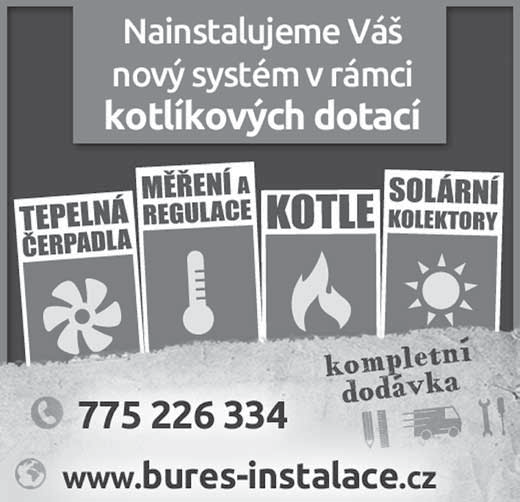 Nainstalujeme Váš
nový systém v rámci
kotlíkových dotací
TEPELNÁ
ČERPADLA
MĚŘENÍ A
REGULACE
KOTLE
SOLÁRNÍ
KOLEKTORY
kompletní
dodávka
775 226 334
www.bures-instalace.cz